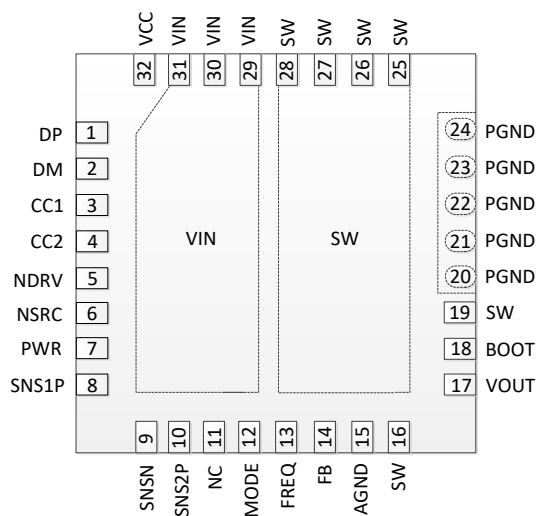 VCC VIN VIN VIN SW SW SW SW
32 31 30 29 28 27 26 25
DP 1
DM 2
CC1 3
CC2 4
NDRV 5
NSRC 6
PWR 7
SNS1P 8
VIN
SW
24 PGND
23 PGND
22 PGND
21 PGND
20 PGND
19 SW
18 BOOT
17 VOUT
9 10 11 12 13 14 15 16
SNSN SNS2P NC MODE FREQ FB AGND SW